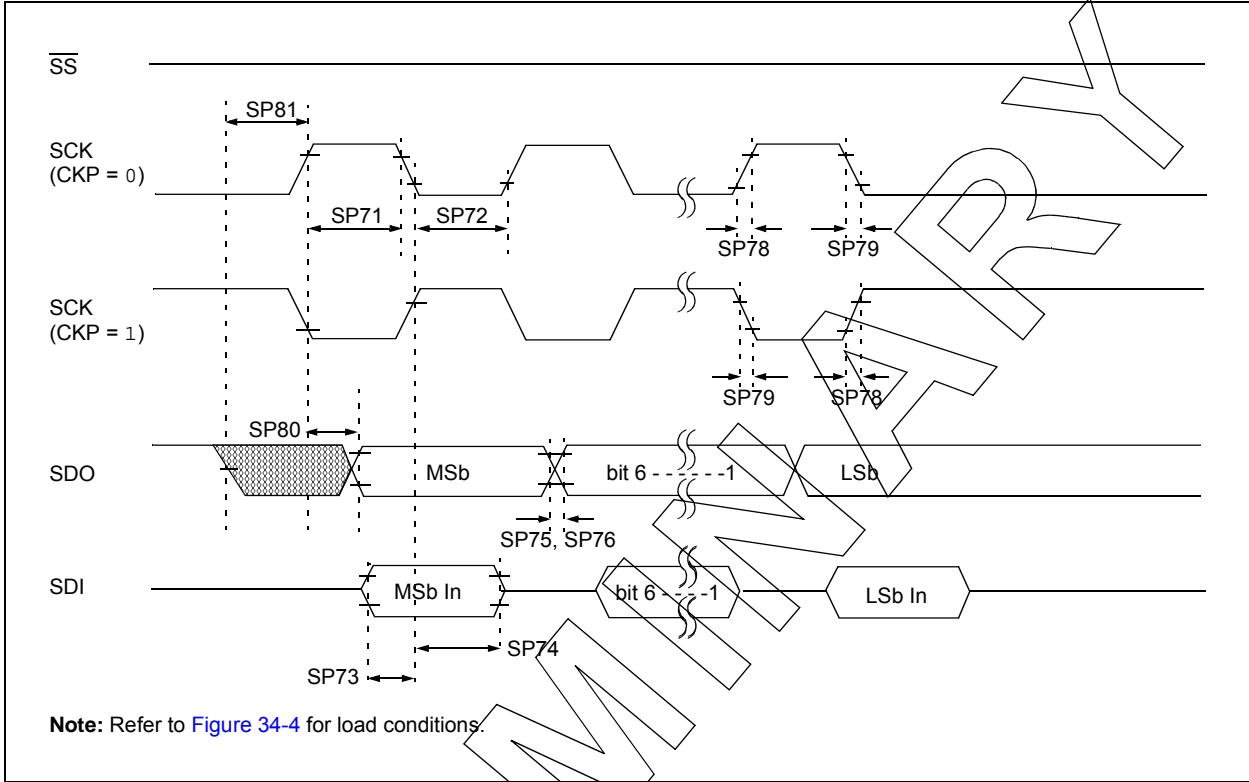 SS
SP81
SCK
(CKP = 0)
SP71 SP72
SP78 SP79
SCK
(CKP = 1)
SP79 SP78
SP80
SDO MSb bit 6 - - - - - -1 LSb
SP75, SP76
SDI MSb In bit 6 - - - - -1 LSb In
SP74
SP73
Note: Refer to Figure 34-4 for load conditions.
M I N A R Y